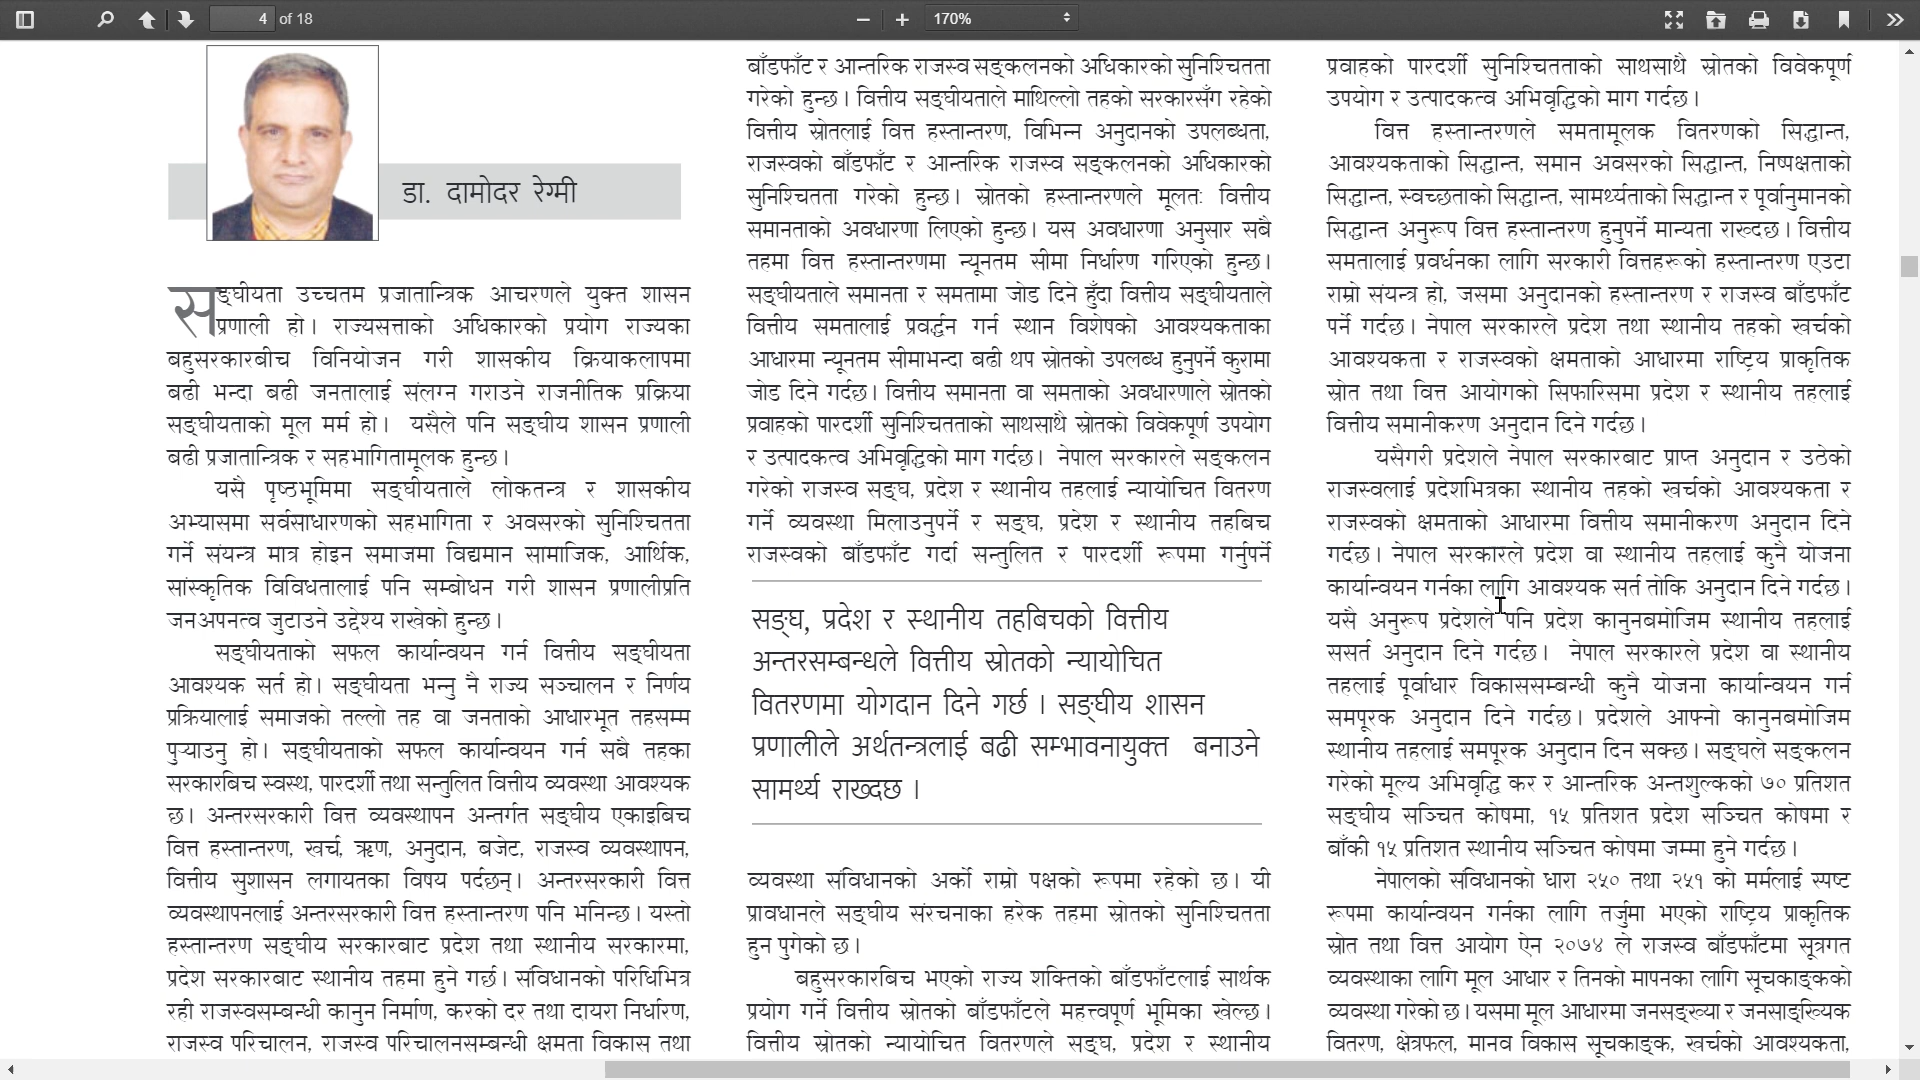 4 of 18
170%
डा. दामोदर रेग्मी
सङ्घीयता उच्चतम प्रजातान्त्रिक आचरणले युक्त शासन
प्रणाली हो। राज्यसत्ताको अधिकारको प्रयोग राज्यका
बहुसरकारबीच विनियोजन गरी शासकीय क्रियाकलापमा
बढी भन्दा बढी जनतालाई संलग्न गराउने राजनीतिक प्रक्रिया
सङ्घीयताको मूल मर्म हो। यसैले पनि सङ्घीय शासन प्रणाली
बढी प्रजातान्त्रिक र सहभागितामूलक हुन्छ।
यसै पृष्ठभूमिमा सङ्घीयताले लोकतन्त्र र शासकीय
अभ्यासमा सर्वसाधारणको सहभागिता र अवसरको सुनिश्चितता
गर्ने संयन्त्र मात्र होइन समाजमा विद्यमान सामाजिक, आर्थिक,
सांस्कृतिक विविधतालाई पनि सम्बोधन गरी शासन प्रणालीप्रति
जनअपनत्व जुटाउने उद्देश्य राखेको हुन्छ।
सङ्घीयताको सफल कार्यान्वयन गर्न वित्तीय सङ्घीयता
आवश्यक सर्त हो। सङ्घीयता भन्नु नै राज्य सञ्चालन र निर्णय
प्रक्रियालाई समाजको तल्लो तह वा जनताको आधारभूत तहसम्म
पुर्‍याउनु हो। सङ्घीयताको सफल कार्यान्वयन गर्न सबै तहका
सरकारबिच स्वस्थ, पारदर्शी तथा सन्तुलित वित्तीय व्यवस्था आवश्यक
छ। अन्तरसरकारी वित्त व्यवस्थापन अन्तर्गत सङ्घीय एकाइबिच
वित्त हस्तान्तरण, खर्च, ऋण, अनुदान, बजेट, राजस्व व्यवस्थापन,
वित्तीय सुशासन लगायतका विषय पर्दछन्। अन्तरसरकारी वित्त
व्यवस्थापनलाई अन्तरसरकारी वित्त हस्तान्तरण पनि भनिन्छ। यस्तो
हस्तान्तरण सङ्घीय सरकारबाट प्रदेश तथा स्थानीय सरकारमा,
प्रदेश सरकारबाट स्थानीय तहमा हुने गर्छ। संविधानको परिधिभित्र
रही राजस्वसम्बन्धी कानुन निर्माण, करको दर तथा दायरा निर्धारण,
राजस्व परिचालन, राजस्व परिचालनसम्बन्धी क्षमता विकास तथा
बाँडफाँट र आन्तरिक राजस्व सङ्कलनको अधिकारको सुनिश्चितता
गरेको हुन्छ। वित्तीय सङ्घीयताले माथिल्लो तहको सरकारसँग रहेको
वित्तीय स्रोतलाई वित्त हस्तान्तरण, विभिन्न अनुदानको उपलब्धता,
राजस्वको बाँडफाँट र आन्तरिक राजस्व सङ्कलनको अधिकारको
सुनिश्चितता गरेको हुन्छ। स्रोतको हस्तान्तरणले मूलतः वित्तीय
समानताको अवधारणा लिएको हुन्छ। यस अवधारणा अनुसार सबै
तहमा वित्त हस्तान्तरणमा न्यूनतम सीमा निर्धारण गरिएको हुन्छ।
सङ्घीयताले समानता र समतामा जोड दिने हुँदा वित्तीय सङ्घीयताले
वित्तीय समतालाई प्रवर्द्धन गर्न स्थान विशेषको आवश्यकताका
आधारमा न्यूनतम सीमाभन्दा बढी थप स्रोतको उपलब्ध हुनुपर्ने कुरामा
जोड दिने गर्दछ। वित्तीय समानता वा समताको अवधारणाले स्रोतको
प्रवाहको पारदर्शी सुनिश्चितताको साथसाथै स्रोतको विवेकपूर्ण उपयोग
र उत्पादकत्व अभिवृद्धिको माग गर्दछ। नेपाल सरकारले सङ्कलन
गरेको राजस्व सङ्घ, प्रदेश र स्थानीय तहलाई न्यायोचित वितरण
गर्ने व्यवस्था मिलाउनुपर्ने र सङ्घ, प्रदेश र स्थानीय तहबिच
राजस्वको बाँडफाँट गर्दा सन्तुलित र पारदर्शी रूपमा गर्नुपर्ने
सङ्घ, प्रदेश र स्थानीय तहबिचको वित्तीय
अन्तरसम्बन्धले वित्तीय स्रोतको न्यायोचित
वितरणमा योगदान दिने गर्छ। सङ्घीय शासन
प्रणालीले अर्थतन्त्रलाई बढी सम्भावनायुक्त बनाउने
सामर्थ्य राख्दछ।
व्यवस्था संविधानको अर्को राम्रो पक्षको रूपमा रहेको छ। यी
प्रावधानले सङ्घीय संरचनाका हरेक तहमा स्रोतको सुनिश्चितता
हुन पुगेको छ।
बहुसरकारबिच भएको राज्य शक्तिको बाँडफाँटलाई सार्थक
प्रयोग गर्ने वित्तीय स्रोतको बाँडफाँटले महत्त्वपूर्ण भूमिका खेल्छ।
वित्तीय स्रोतको न्यायोचित वितरणले सङ्घ, प्रदेश र स्थानीय
प्रवाहको पारदर्शी सुनिश्चितताको साथसाथै स्रोतको विवेकपूर्ण
उपयोग र उत्पादकत्व अभिवृद्धिको माग गर्दछ।
वित्त हस्तान्तरणले समतामूलक वितरणको सिद्धान्त,
आवश्यकताको सिद्धान्त, समान अवसरको सिद्धान्त, निष्पक्षताको
सिद्धान्त, स्वच्छताको सिद्धान्त, सामर्थ्यताको सिद्धान्त र पूर्वानुमानको
सिद्धान्त अनुरूप वित्त हस्तान्तरण हुनुपर्ने मान्यता राख्दछ। वित्तीय
समतालाई प्रवर्धनका लागि सरकारी वित्तहरूको हस्तान्तरण एउटा
राम्रो संयन्त्र हो, जसमा अनुदानको हस्तान्तरण र राजस्व बाँडफाँट
पर्ने गर्दछ। नेपाल सरकारले प्रदेश तथा स्थानीय तहको खर्चको
आवश्यकता र राजस्वको क्षमताको आधारमा राष्ट्रिय प्राकृतिक
स्रोत तथा वित्त आयोगको सिफारिसमा प्रदेश र स्थानीय तहलाई
वित्तीय समानीकरण अनुदान दिने गर्दछ।
यसैगरी प्रदेशले नेपाल सरकारबाट प्राप्त अनुदान र उठेको
राजस्वलाई प्रदेशभित्रका स्थानीय तहको खर्चको आवश्यकता र
राजस्वको क्षमताको आधारमा वित्तीय समानीकरण अनुदान दिने
गर्दछ। नेपाल सरकारले प्रदेश वा स्थानीय तहलाई कुनै योजना
कार्यान्वयन गर्नका लागि आवश्यक सर्त तोकि अनुदान दिने गर्दछ।
यसै अनुरूप प्रदेशले पनि प्रदेश कानुनबमोजिम स्थानीय तहलाई
ससर्त अनुदान दिने गर्दछ। नेपाल सरकारले प्रदेश वा स्थानीय
तहलाई पूर्वाधार विकाससम्बन्धी कुनै योजना कार्यान्वयन गर्न
समपूरक अनुदान दिने गर्दछ। प्रदेशले आफ्नो कानुनबमोजिम
स्थानीय तहलाई समपूरक अनुदान दिन सक्छ। सङ्घले सङ्कलन
गरेको मूल्य अभिवृद्धि कर र आन्तरिक अन्तशुल्कको ७० प्रतिशत
सङ्घीय सञ्चित कोषमा, १५ प्रतिशत प्रदेश सञ्चित कोषमा र
बाँकी १५ प्रतिशत स्थानीय सञ्चित कोषमा जम्मा हुने गर्दछ।
नेपालको संविधानको धारा २५० तथा २५१ को मर्मलाई स्पष्ट
रूपमा कार्यान्वयन गर्नका लागि तर्जुमा भएको राष्ट्रिय प्राकृतिक
स्रोत तथा वित्त आयोग ऐन २०७४ ले राजस्व बाँडफाँटमा सूत्रगत
व्यवस्थाका लागि मूल आधार र तिनको मापनका लागि सूचकाङ्कको
व्यवस्था गरेको छ। यसमा मूल आधारमा जनसङ्ख्या र जनसाङ्ख्यिक
वितरण, क्षेत्रफल, मानव विकास सूचकाङ्क, खर्चको आवश्यकता,